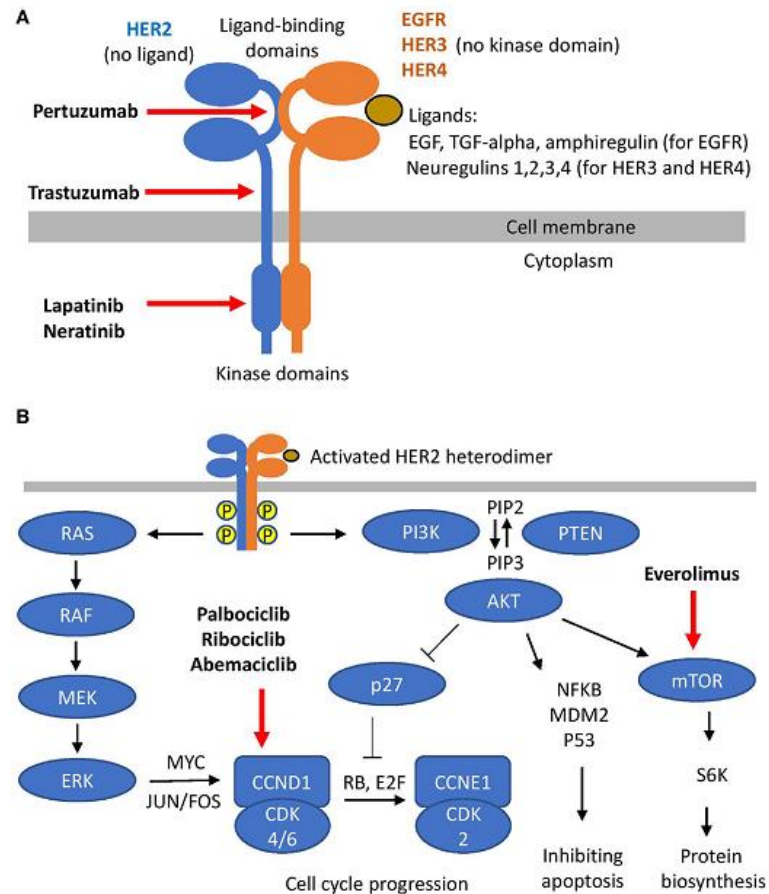 A
HER2
(no ligand)
Ligand-binding
domains
EGFR
HER3 (no kinase domain)
HER4
Pertuzumab
Ligands:
EGF, TGF-alpha, amphiregulin (for EGFR)
Neuregulins 1,2,3,4 (for HER3 and HER4)
Trastuzumab
Cell membrane
Cytoplasm
Lapatinib
Neratinib
Kinase domains
B
Activated HER2 heterodimer
P P
P P
RAS
PI3K
PIP2
PTEN
PIP3
RAF
AKT
Everolimus
Palbociclib
Ribociclib
Abemaciclib
MEK
p27
NFKB
MDM2
P53
mTOR
ERK
MYC
JUN/FOS
CCND1
CDK
4/6
RB, E2F
CCNE1
CDK
2
S6K
Cell cycle progression
Inhibiting
apoptosis
Protein
biosynthesis